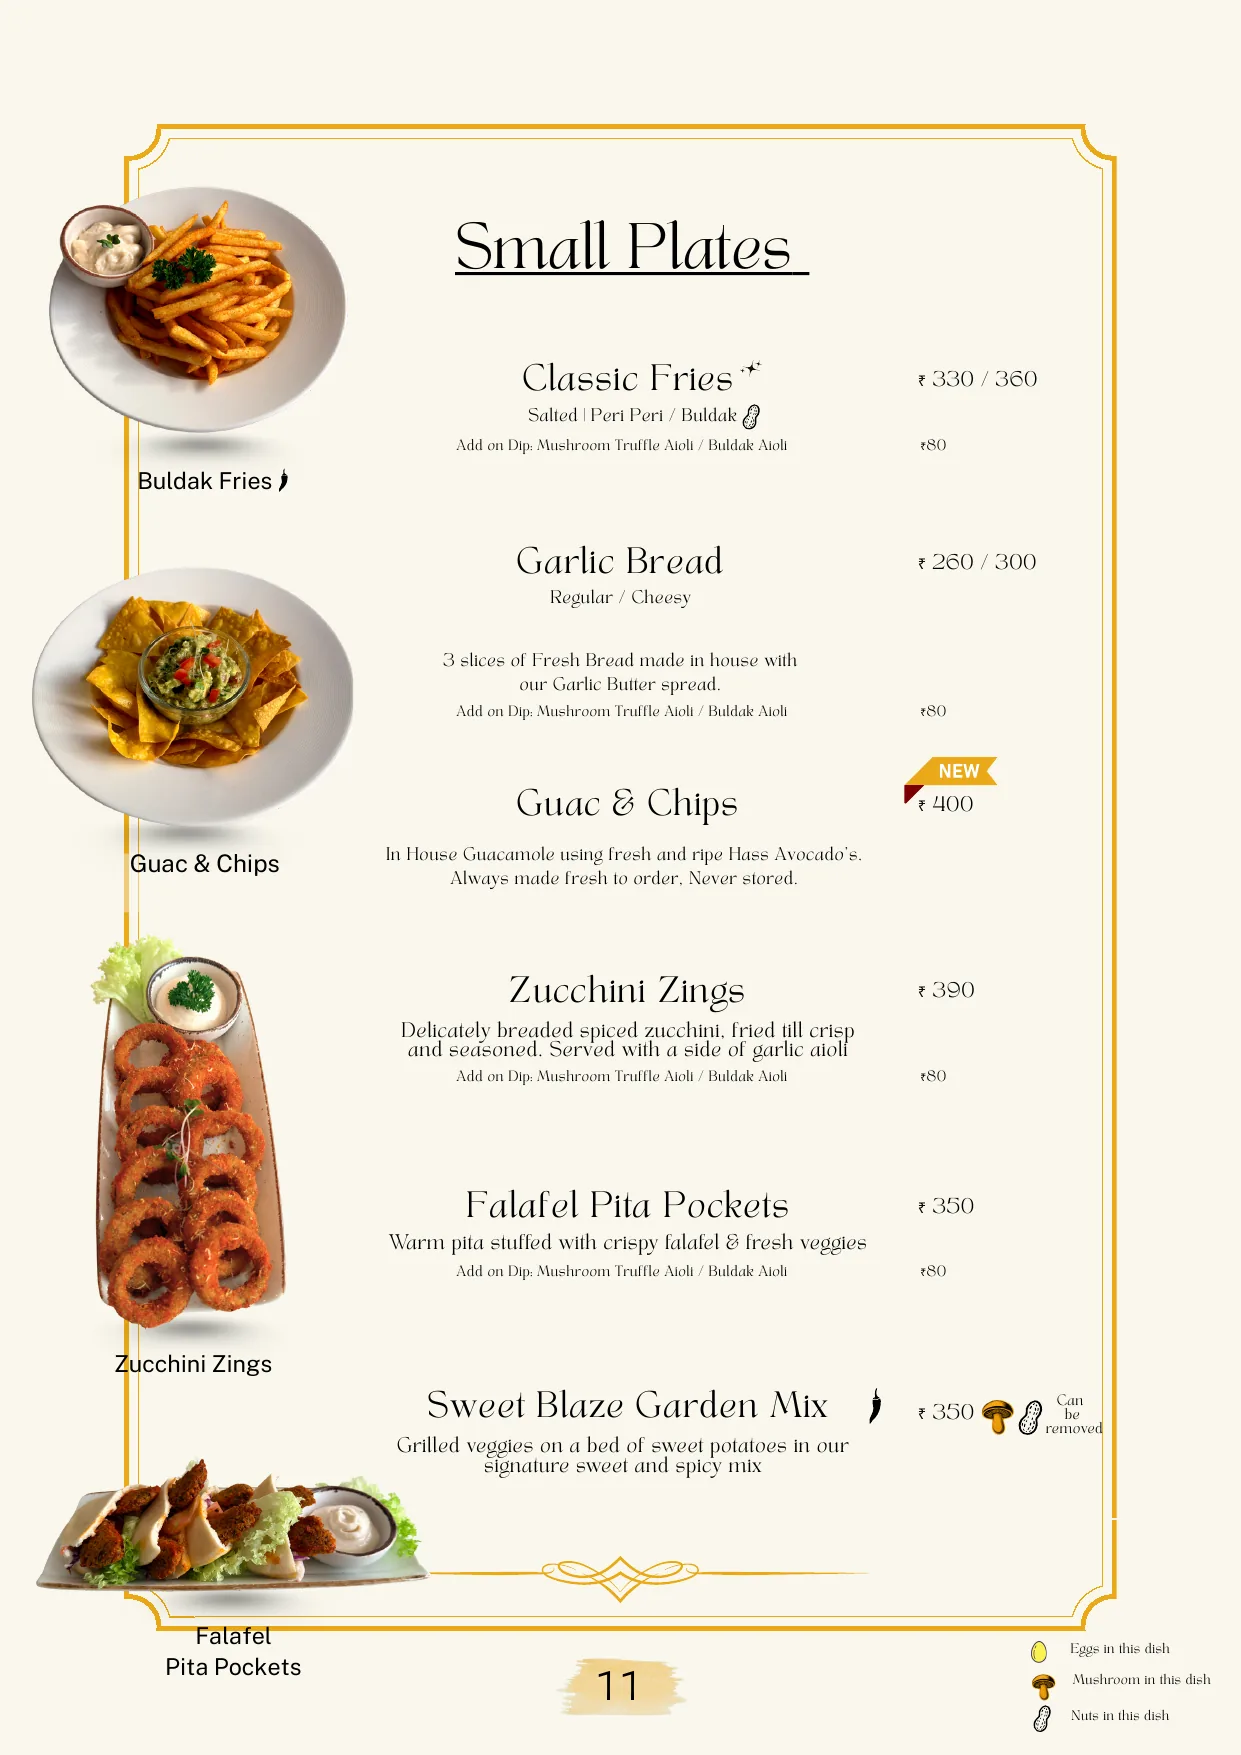 Small Plates
Classic Fries
₹ 330 / 360
Salted | Peri Peri / Buldak
Add on Dip: Mushroom Truffle Aioli / Buldak Aioli
₹80
Buldak Fries
Garlic Bread
₹ 260 / 300
Regular / Cheesy
3 slices of Fresh Bread made in house with
our Garlic Butter spread.
Add on Dip: Mushroom Truffle Aioli / Buldak Aioli
₹80
NEW
Guac & Chips
₹ 400
In House Guacamole using fresh and ripe Hass Avocado's.
Always made fresh to order, Never stored.
Guac & Chips
Zucchini Zings
₹ 390
Delicately breaded spiced zucchini, fried till crisp
and seasoned. Served with a side of garlic aioli
Add on Dip: Mushroom Truffle Aioli / Buldak Aioli
₹80
Falafel Pita Pockets
₹ 350
Warm pita stuffed with crispy falafel & fresh veggies
Add on Dip: Mushroom Truffle Aioli / Buldak Aioli
₹80
Zucchini Zings
Sweet Blaze Garden Mix
₹ 350
Can
be
removed
Grilled veggies on a bed of sweet potatoes in our
signature sweet and spicy mix
Falafel
Pita Pockets
11
Eggs in this dish
Mushroom in this dish
Nuts in this dish